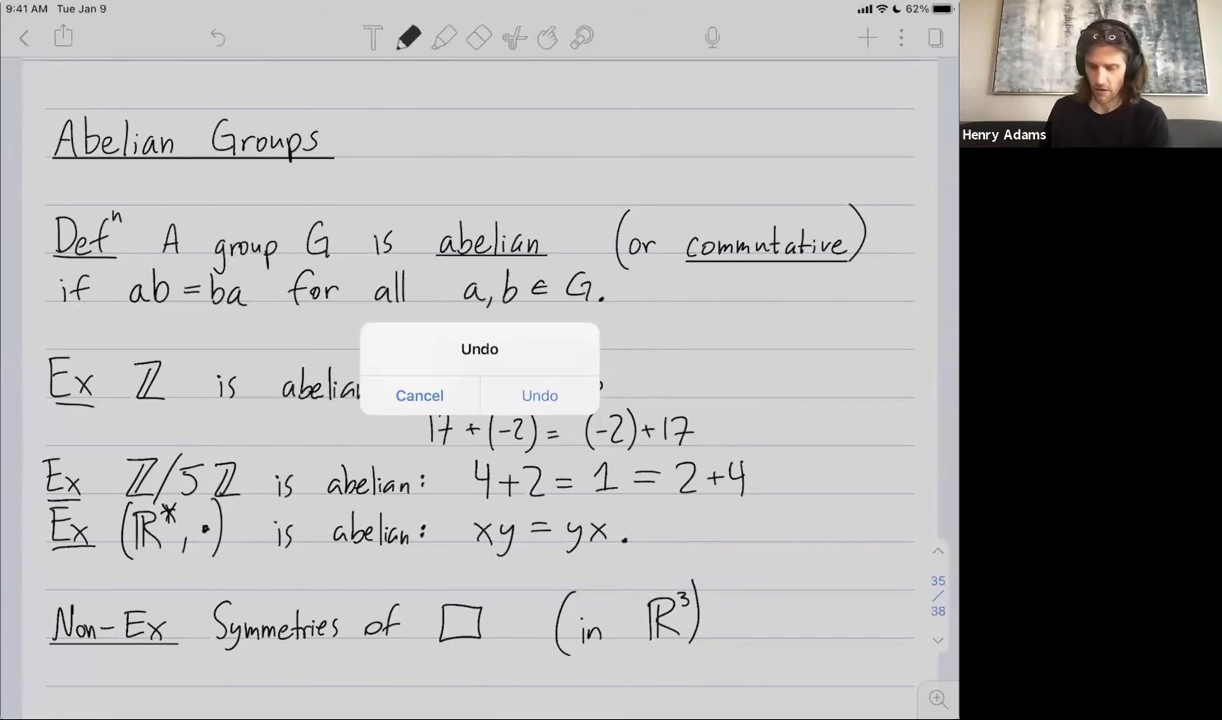 9:41 AM Tue Jan 9
62%
T
Abelian Groups
Henry Adams
Defⁿ A group G is abelian (or commutative)
if ab = ba for all a, b ∈ G.
Undo
Cancel Undo
Ex ℤ is abelian
17 + (-2) = (-2) + 17
Ex ℤ/5ℤ is abelian: 4+2 = 1 = 2+4
Ex (ℝ*, ·) is abelian: xy = yx.
35
/
38
Non-Ex Symmetries of □ (in ℝ³)